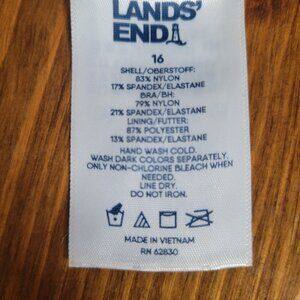 LANDS'
END
16
SHELL/OBERSTOFF:
83% NYLON
17% SPANDEX/ELASTANE
BRA/BH:
79% NYLON
21% SPANDEX/ELASTANE
LINING/FUTTER:
87% POLYESTER
13% SPANDEX/ELASTANE
HAND WASH COLD.
WASH DARK COLORS SEPARATELY.
ONLY NON-CHLORINE BLEACH WHEN
NEEDED.
LINE DRY.
DO NOT IRON.
MADE IN VIETNAM
RN 62830